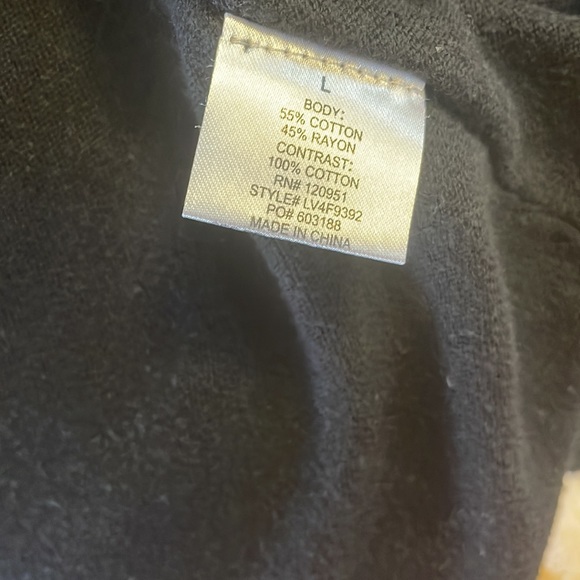 L
BODY:
55% COTTON
45% RAYON
CONTRAST:
100% COTTON
RN# 120951
STYLE# LV4F9392
PO# 603188
MADE IN CHINA